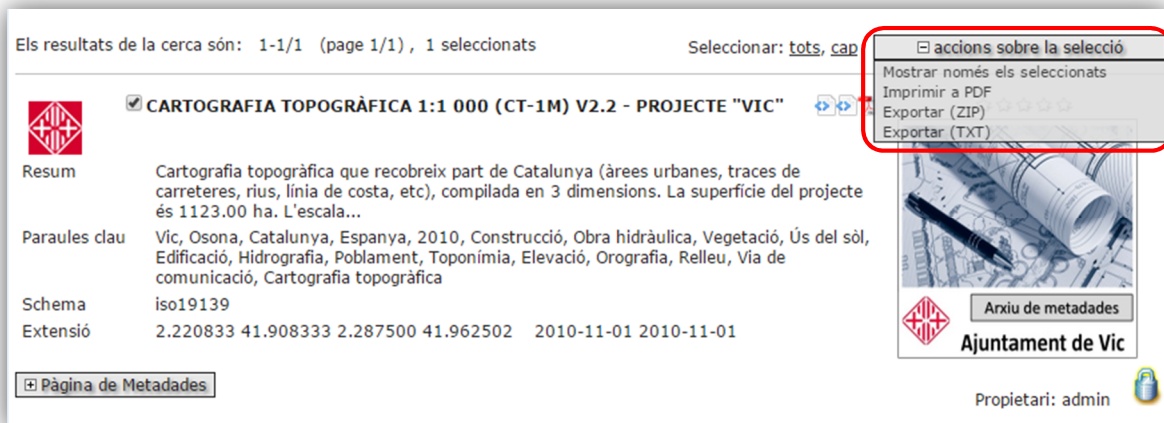 Els resultats de la cerca són: 1-1/1 (page 1/1) , 1 seleccionats
Seleccionar: tots, cap
accions sobre la selecció
Mostrar només els seleccionats
Imprimir a PDF
Exportar (ZIP)
Exportar (TXT)
CARTOGRAFIA TOPOGRÀFICA 1:1 000 (CT-1M) V2.2 - PROJECTE "VIC"
Resum
Cartografia topogràfica que recobreix part de Catalunya (àrees urbanes, traces de
carreteres, rius, línia de costa, etc), compilada en 3 dimensions. La superfície del projecte
és 1123.00 ha. L'escala...
Paraules clau
Vic, Osona, Catalunya, Espanya, 2010, Construcció, Obra hidràulica, Vegetació, Ús del sòl,
Edificació, Hidrografia, Poblament, Toponímia, Elevació, Orografia, Relleu, Via de
comunicació, Cartografia topogràfica
Schema
iso19139
Extensió
2.220833 41.908333 2.287500 41.962502 2010-11-01 2010-11-01
Pàgina de Metadades
Arxiu de metadades
Ajuntament de Vic
Propietari: admin